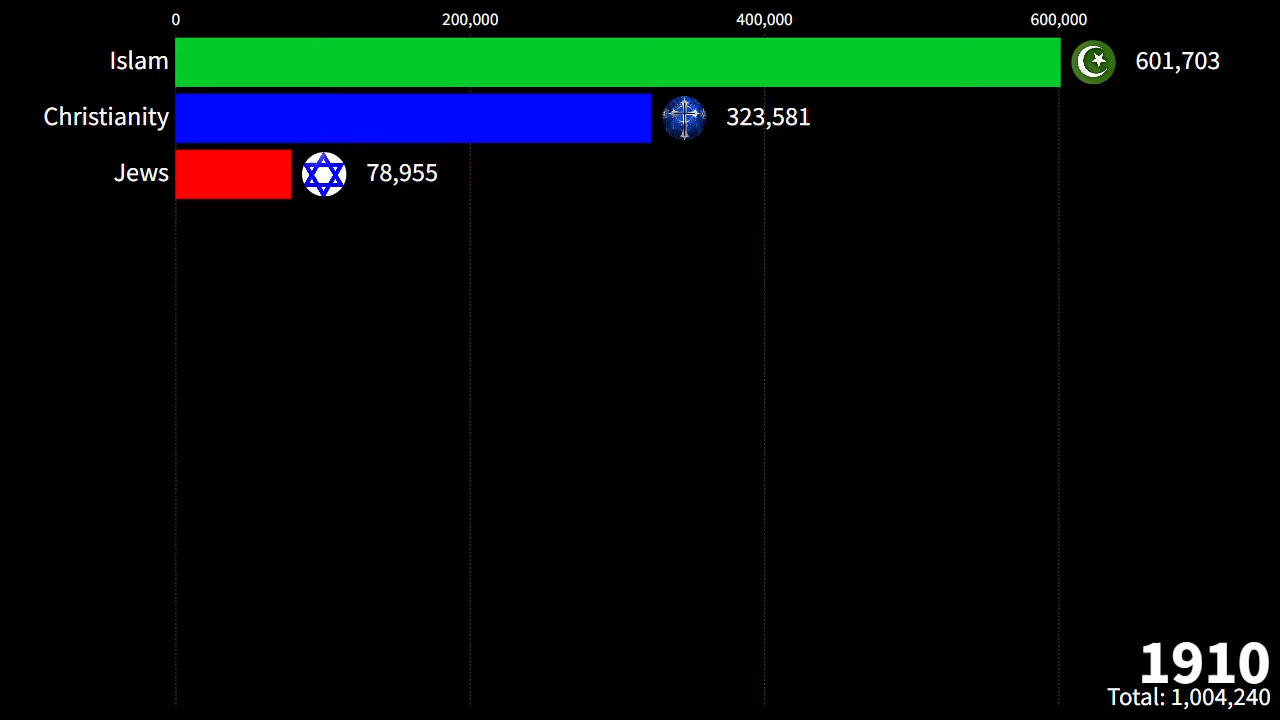 0 200,000 400,000 600,000
Islam 601,703
Christianity 323,581
Jews 78,955
1910
Total: 1,004,240